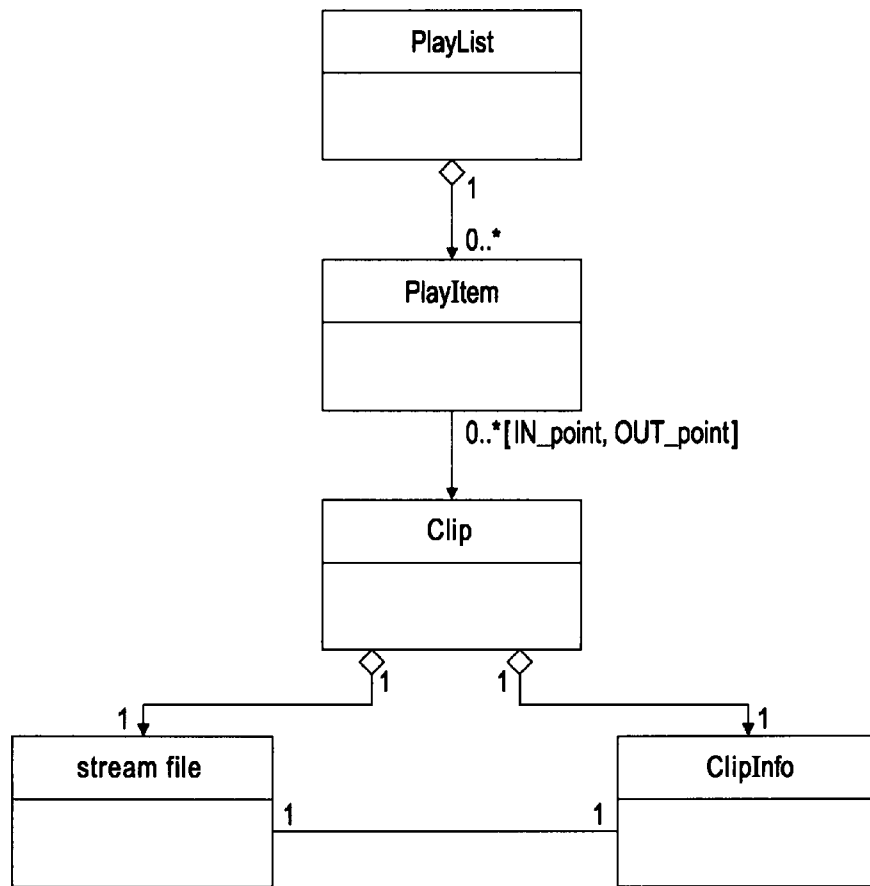 PlayList
1
0..*
PlayItem
0..* [IN_point, OUT_point]
Clip
1 1
1 1
stream file ClipInfo
1 1